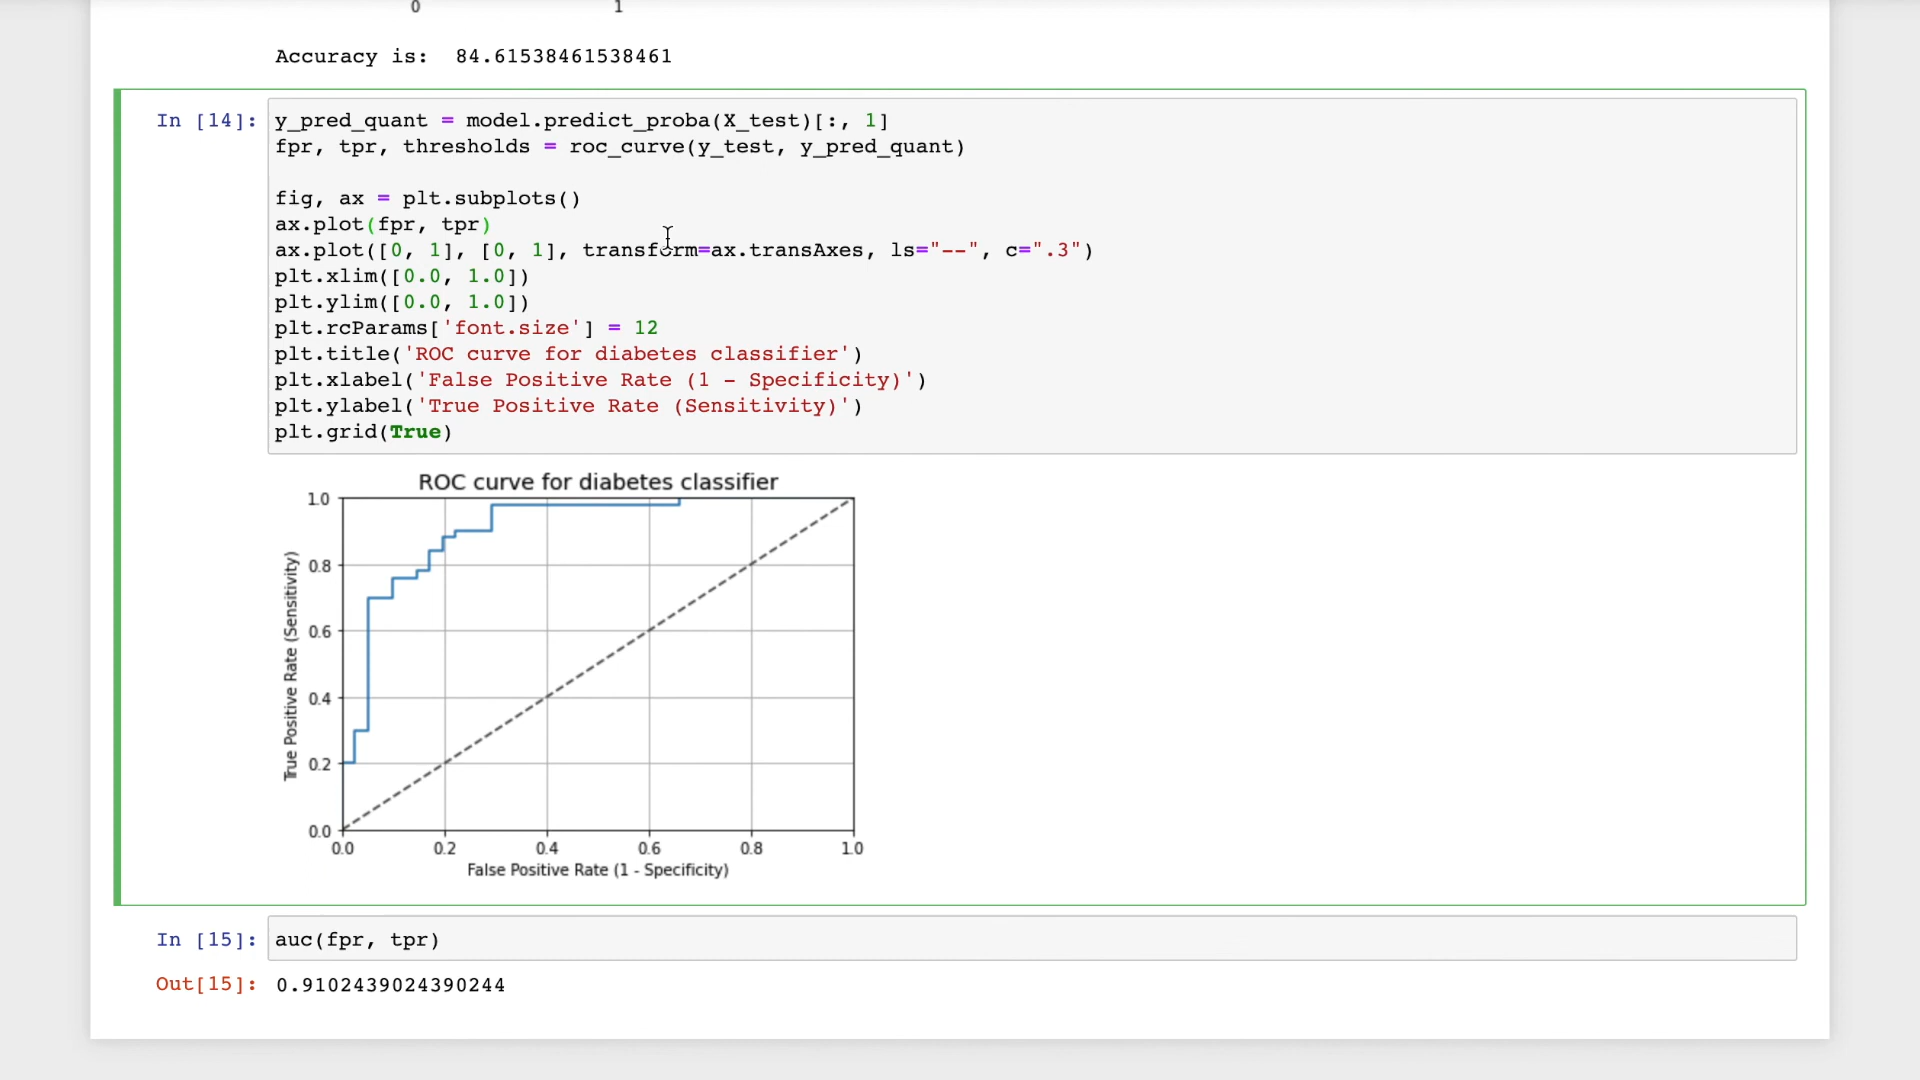 0 1
Accuracy is:  84.61538461538461
In [14]: y_pred_quant = model.predict_proba(X_test)[:, 1]
fpr, tpr, thresholds = roc_curve(y_test, y_pred_quant)
fig, ax = plt.subplots()
ax.plot(fpr, tpr)
ax.plot([0, 1], [0, 1], transform=ax.transAxes, ls="--", c=".3")
plt.xlim([0.0, 1.0])
plt.ylim([0.0, 1.0])
plt.rcParams['font.size'] = 12
plt.title('ROC curve for diabetes classifier')
plt.xlabel('False Positive Rate (1 - Specificity)')
plt.ylabel('True Positive Rate (Sensitivity)')
plt.grid(True)
ROC curve for diabetes classifier
True Positive Rate (Sensitivity)
1.0
0.8
0.6
0.4
0.2
0.0
0.0 0.2 0.4 0.6 0.8 1.0
False Positive Rate (1 - Specificity)
In [15]: auc(fpr, tpr)
Out[15]: 0.9102439024390244